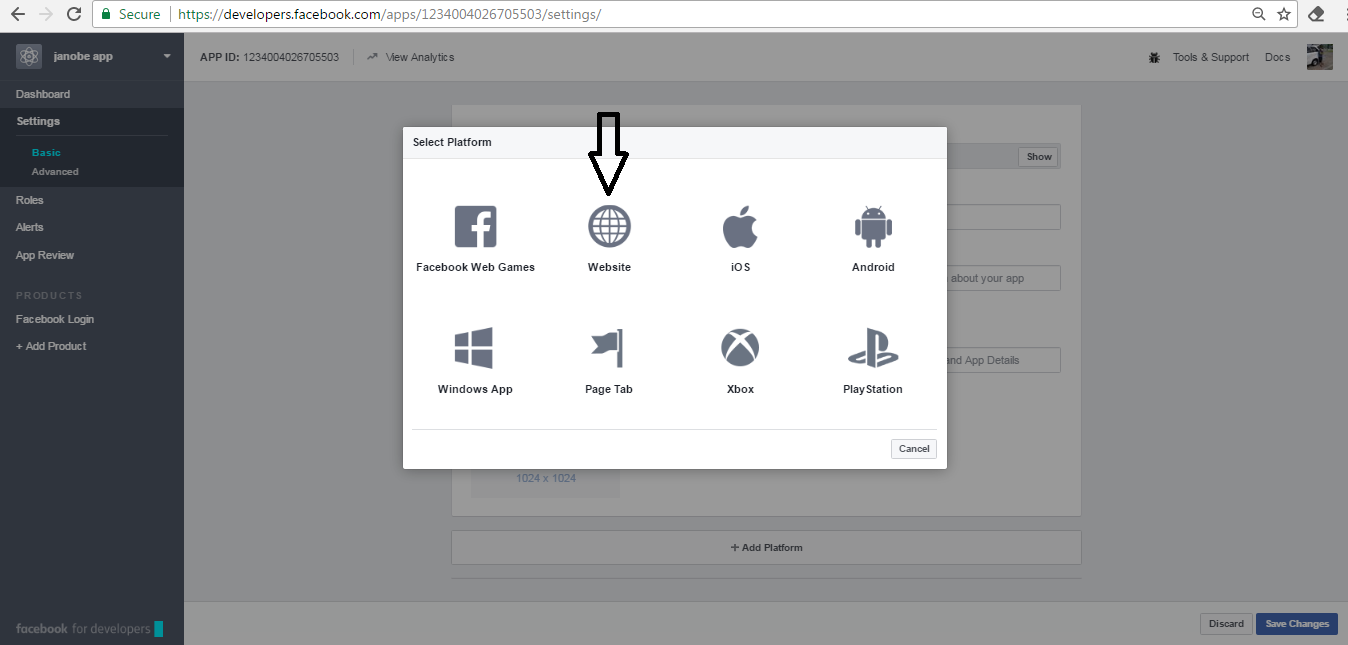 Secure
https://developers.facebook.com/apps/1234004026705503/settings/
janobe app
APP ID: 1234004026705503
View Analytics
Tools & Support
Docs
Dashboard
Settings
Basic
Advanced
Roles
Alerts
App Review
PRODUCTS
Facebook Login
+ Add Product
facebook for developers
Select Platform
Facebook Web Games
Website
iOS
Android
Windows App
Page Tab
Xbox
PlayStation
Cancel
Show
about your app
and App Details
1024 x 1024
+ Add Platform
Discard
Save Changes